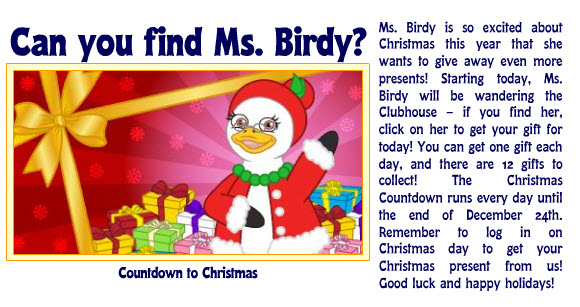 Can you find Ms. Birdy?
Countdown to Christmas
Ms. Birdy is so excited about
Christmas this year that she
wants to give away even more
presents! Starting today, Ms.
Birdy will be wandering the
Clubhouse – if you find her,
click on her to get your gift for
today! You can get one gift each
day, and there are 12 gifts to
collect! The Christmas
Countdown runs every day until
the end of December 24th.
Remember to log in on
Christmas day to get your
Christmas present from us!
Good luck and happy holidays!